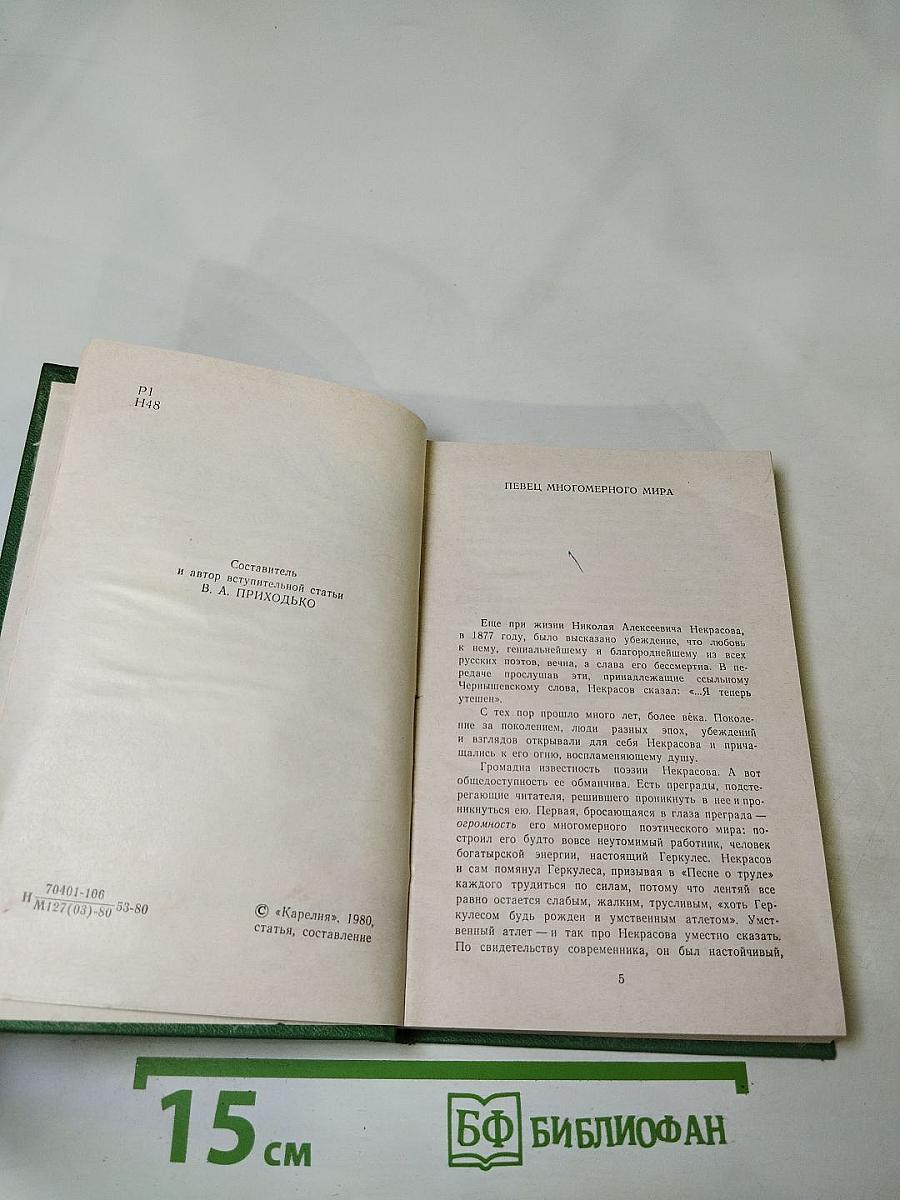 Р1
Н48
Составитель
и автор вступительной статьи
В. А. ПРИХОДЬКО
Н 70401-106 53-80
М127(03)-80
© «Карелия», 1980,
статья, составление
ПЕВЕЦ МНОГОМЕРНОГО МИРА
Еще при жизни Николая Алексеевича Некрасова,
в 1877 году, было высказано убеждение, что любовь
к нему, гениальнейшему и благороднейшему из всех
русских поэтов, вечна, а слава его бессмертна. В пе-
редаче прослушав эти, принадлежащие ссыльному
Чернышевскому слова, Некрасов сказал: «...Я теперь
утешен».
С тех пор прошло много лет, более века. Поколе-
ние за поколением, люди разных эпох, убеждений
и взглядов открывали для себя Некрасова и прича-
щались к его огню, воспламеняющему душу.
Громадна известность поэзии Некрасова. А вот
общедоступность ее обманчива. Есть преграды, подсте-
регающие читателя, решившего проникнуть в нее и про-
никнуться ею. Первая, бросающаяся в глаза преграда —
огромность его многомерного поэтического мира: по-
строил его будто вовсе неутомимый работник, человек
богатырской энергии, настоящий Геркулес. Некрасов
и сам помянул Геркулеса, призывая в «Песне о труде»
каждого трудиться по силам, потому что лентяй все
равно остается слабым, жалким, трусливым, «хоть Гер-
кулесом будь рожден и умственным атлетом». Умст-
венный атлет — и так про Некрасова уместно сказать.
По свидетельству современника, он был настойчивый,
5
15 см
БФ БИБЛИОФАН